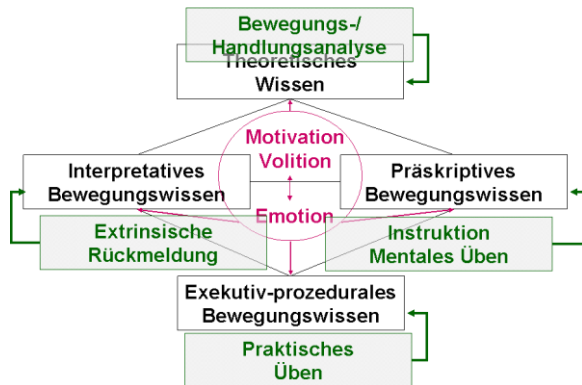 Bewegungs-/
Handlungsanalyse
Theoretisches
Wissen
Motivation
Volition
Interpretatives
Bewegungswissen
Präskriptives
Bewegungswissen
Emotion
Extrinsische
Rückmeldung
Instruktion
Mentales Üben
Exekutiv-prozedurales
Bewegungswissen
Praktisches
Üben